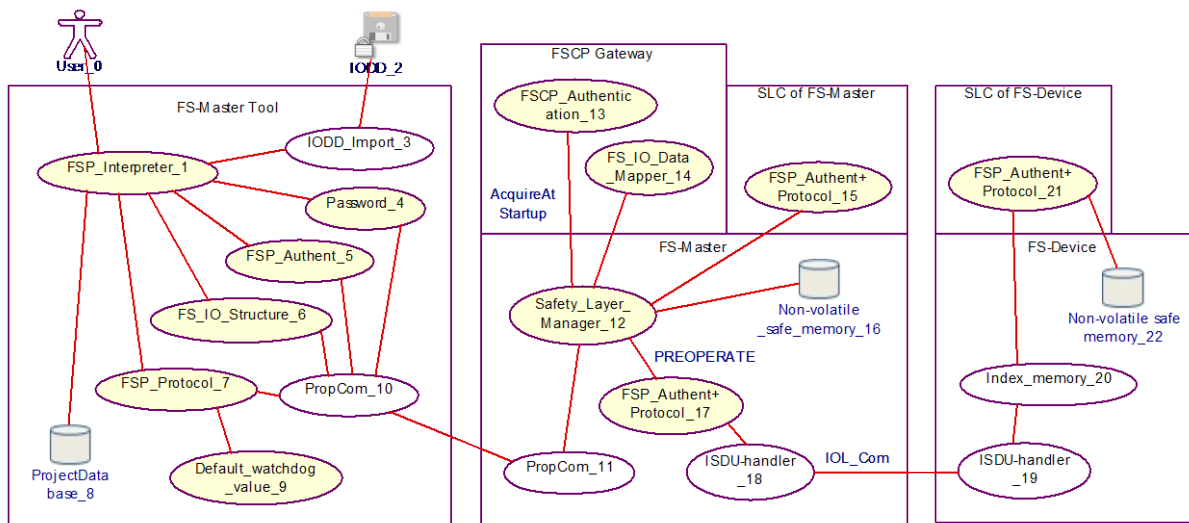 User_0
IODD_2
FS-Master Tool
IODD_Import_3
FSP_Interpreter_1
Password_4
FSP_Authent_5
FS_IO_Structure_6
FSP_Protocol_7
PropCom_10
ProjectData
base_8
Default_watchdog
_value_9
FSCP Gateway
FSCP_Authentic
ation_13
FS_IO_Data
_Mapper_14
AcquireAt
Startup
SLC of FS-Master
FSP_Authent+
Protocol_15
FS-Master
Safety_Layer_
Manager_12
Non-volatile
_safe_memory_16
PREOPERATE
FSP_Authent+
Protocol_17
PropCom_11
ISDU-handler
_18
IOL_Com
SLC of FS-Device
FSP_Authent+
Protocol_21
FS-Device
Non-volatile safe
memory_22
Index_memory_20
ISDU-handler
_19